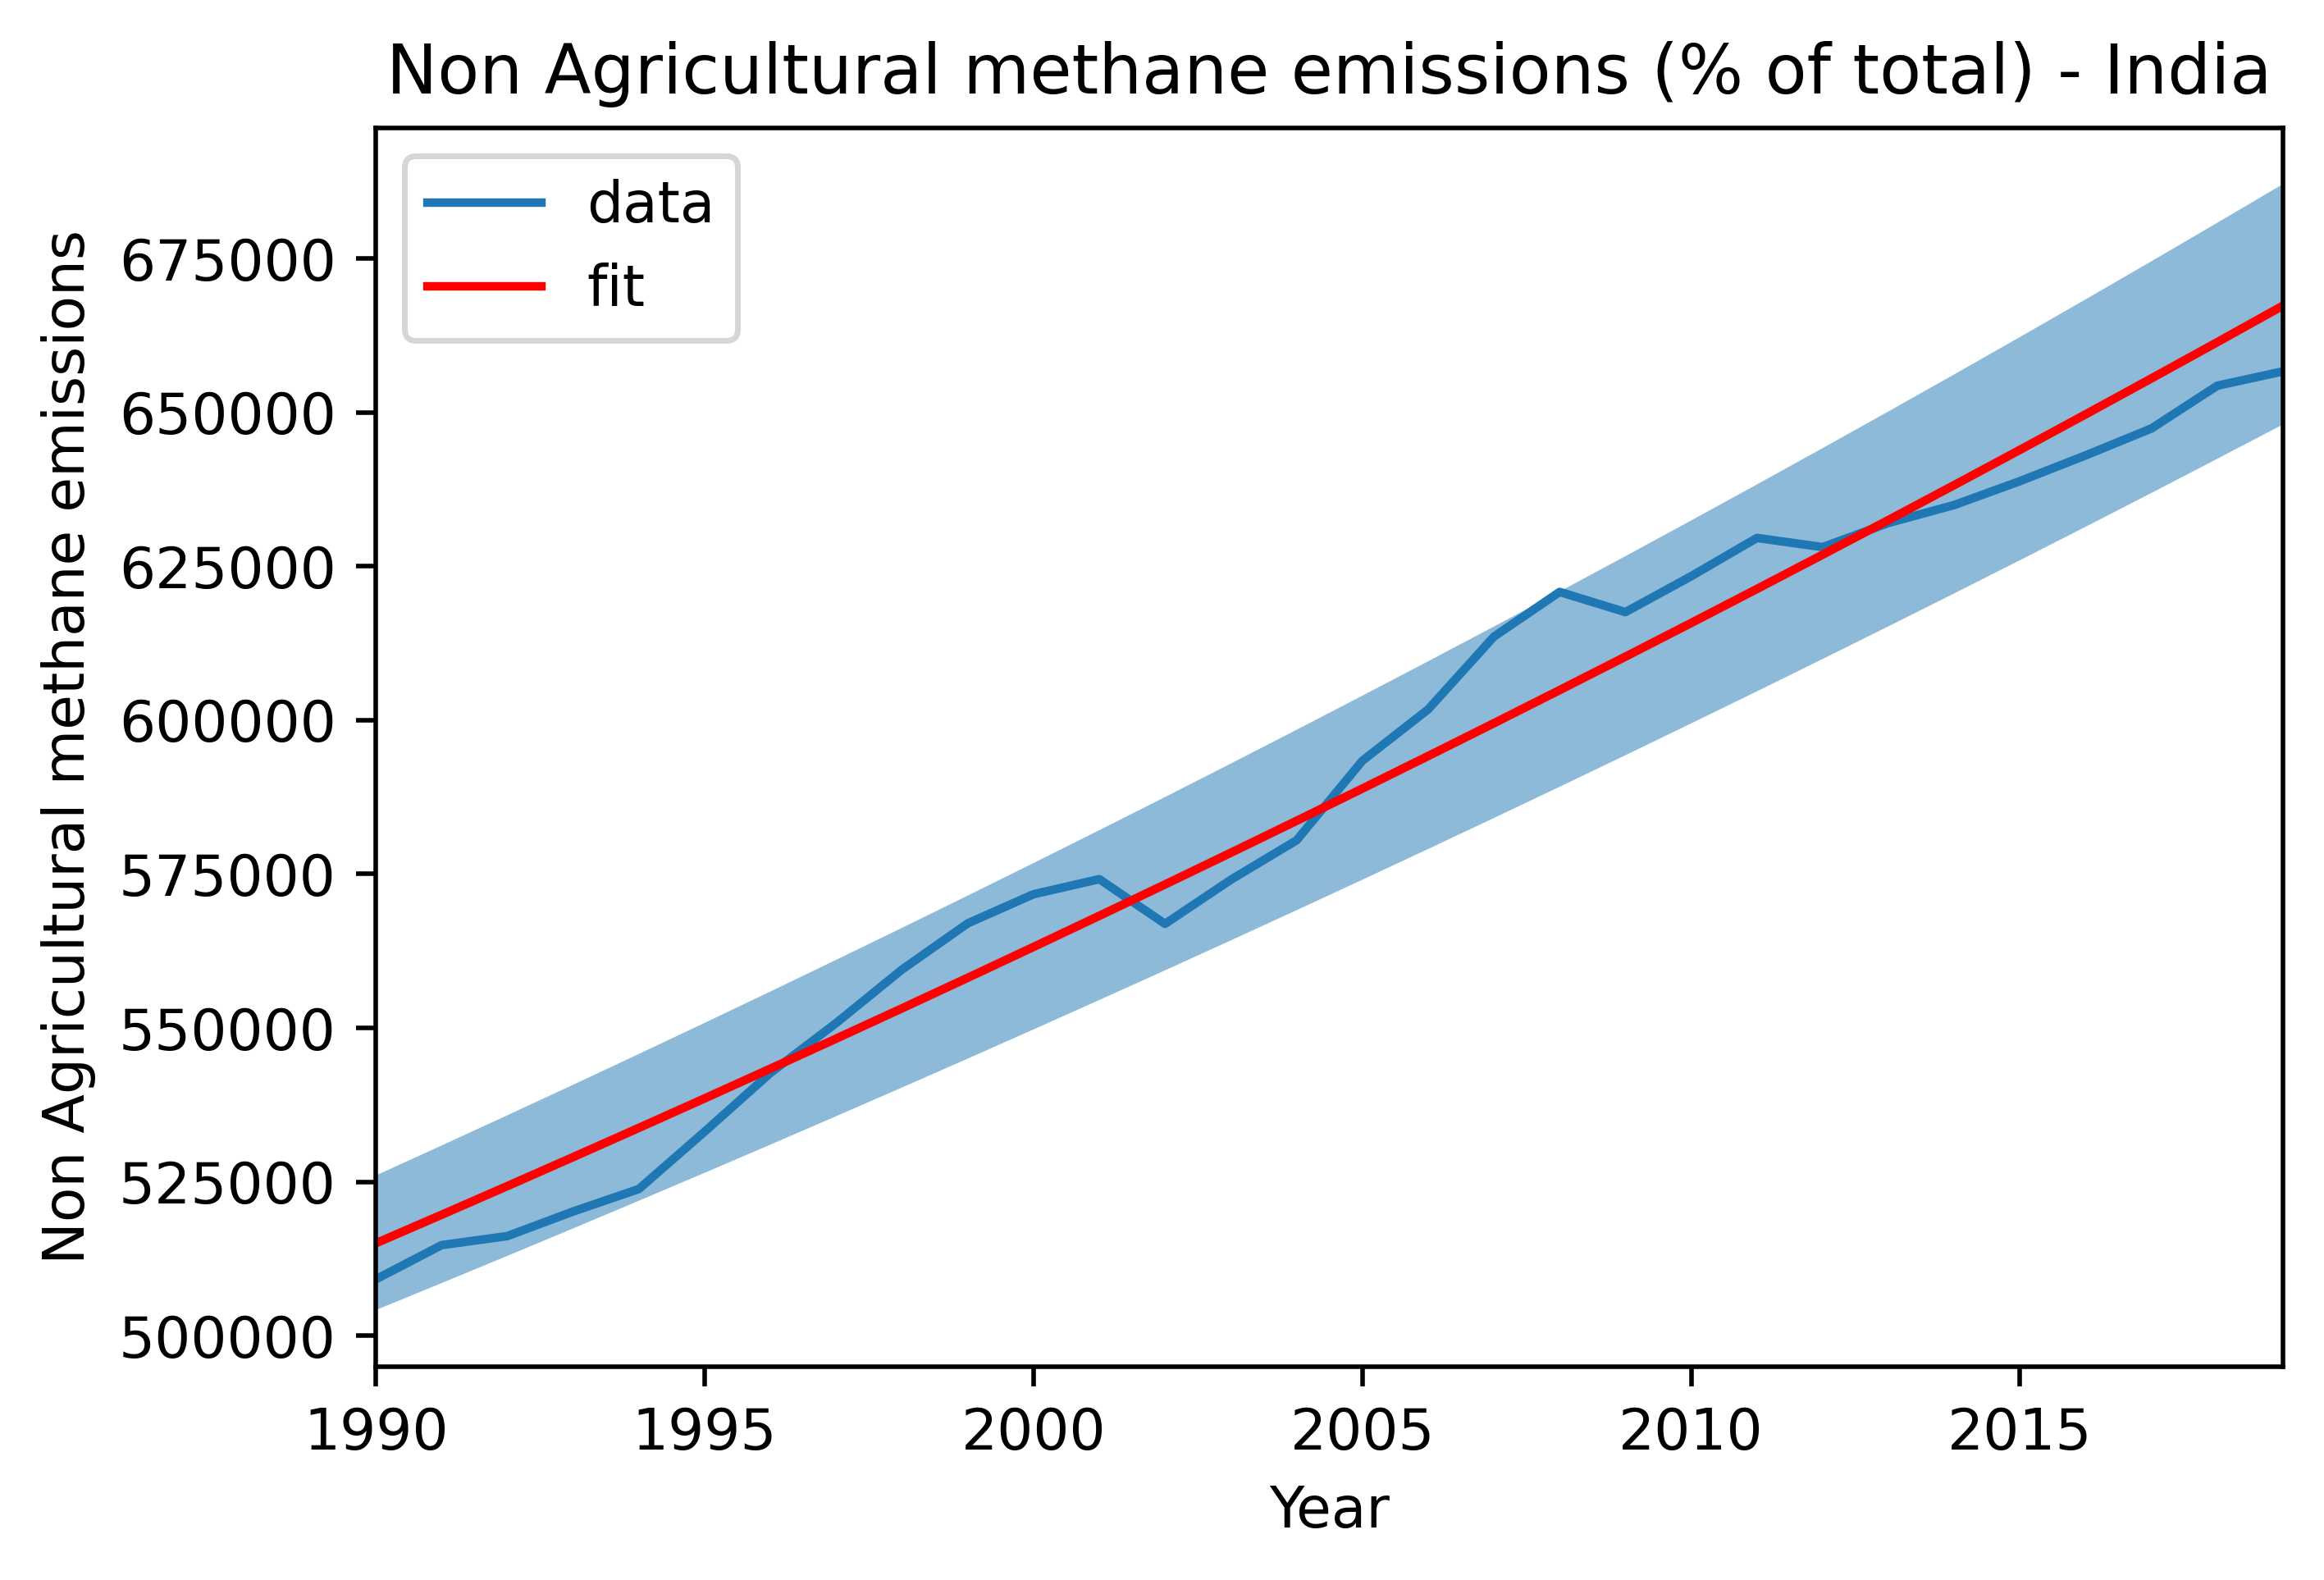 Non Agricultural methane emissions (% of total) - India
data
fit
Non Agricultural methane emissions
675000
650000
625000
600000
575000
550000
525000
500000
1990 1995 2000 2005 2010 2015
Year